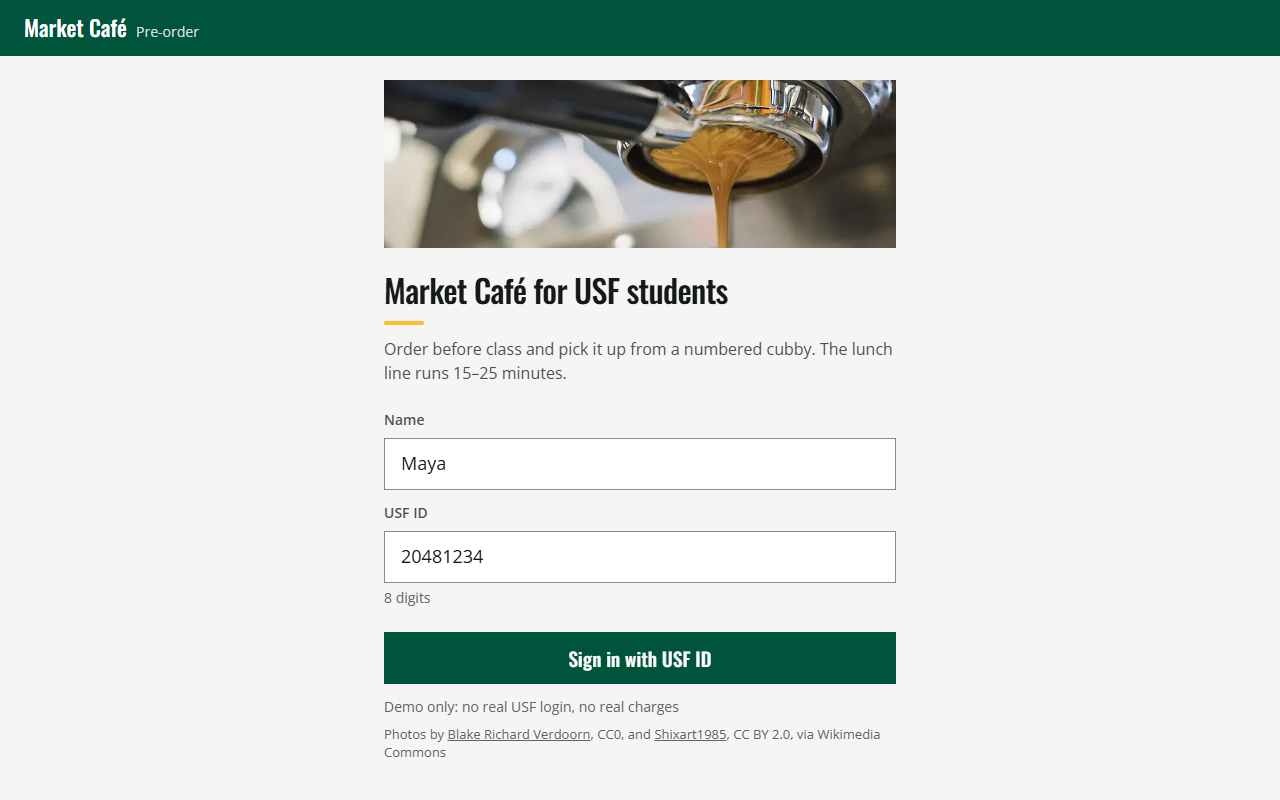 Market Café Pre-order
Market Café for USF students
Order before class and pick it up from a numbered cubby. The lunch
line runs 15–25 minutes.
Name
Maya
USF ID
20481234
8 digits
Sign in with USF ID
Demo only: no real USF login, no real charges
Photos by Blake Richard Verdoorn, CC0, and Shixart1985, CC BY 2.0, via Wikimedia
Commons